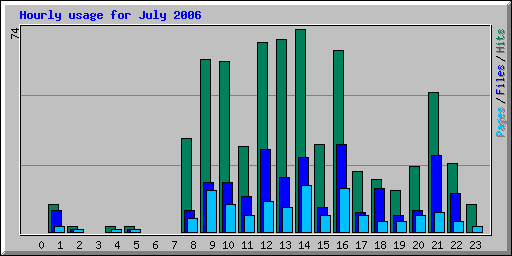 Hourly usage for July 2006
74
Pages/Files/Hits
0 1 2 3 4 5 6 7 8 9 10 11 12 13 14 15 16 17 18 19 20 21 22 23